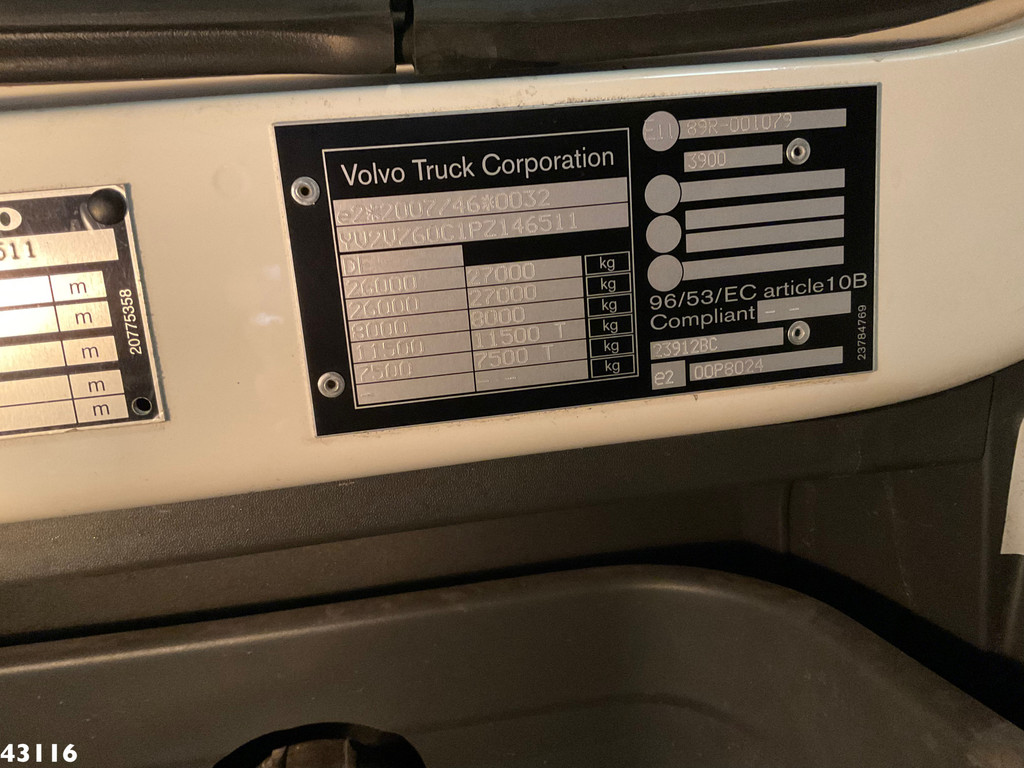 o
511
m
m
m
m
m
20775358
Volvo Truck Corporation
e2*2007/46*0032
YV2VZ60C1PZ146511
DE
26000 27000 kg
26000 27000 kg
8000 8000 kg
11500 11500 T kg
7500 7500 T kg
- - - kg
E11 89R-001079
3900
96/53/EC article10B
Compliant - -
23912BC
e2 00P8024
23784769
43116